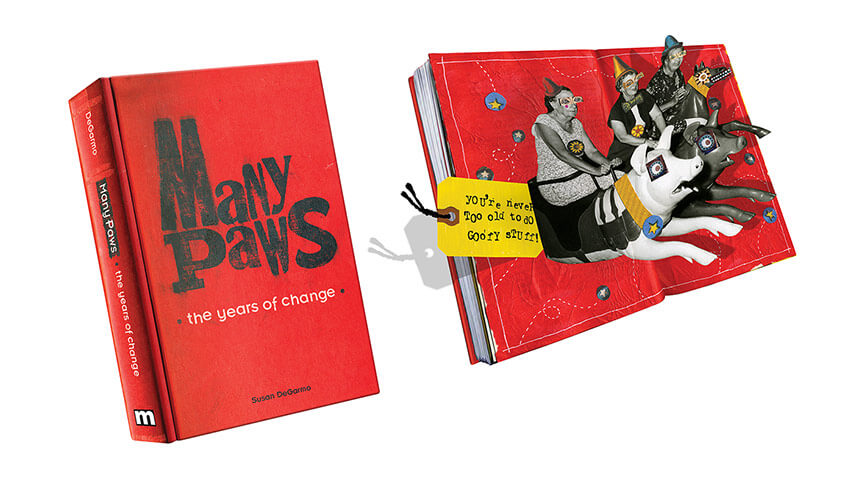 DeGarmo
Many Paws
• the years of change
m
Many
Paws
• the years of change •
Susan DeGarmo
you're never
Too old to do
Goofy stuff!